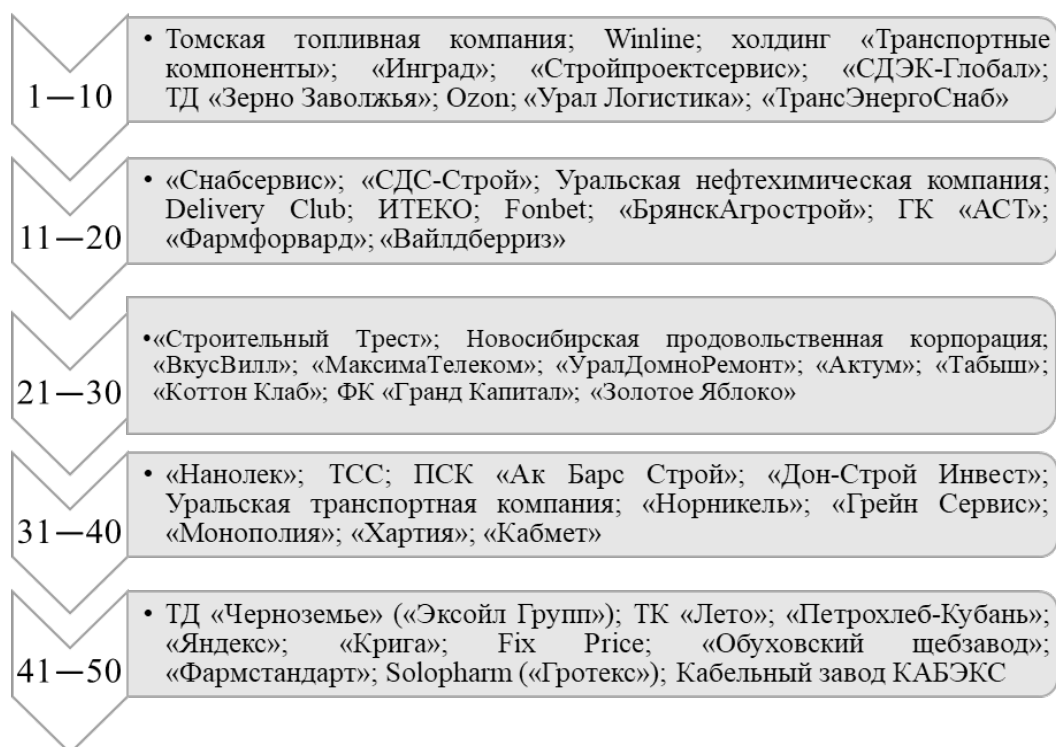 1—10
• Томская топливная компания; Winline; холдинг «Транспортные
компоненты»; «Инград»; «Стройпроектсервис»; «СДЭК-Глобал»;
ТД «Зерно Заволжья»; Ozon; «Урал Логистика»; «ТрансЭнергоСнаб»
11—20
• «Снабсервис»; «СДС-Строй»; Уральская нефтехимическая компания;
Delivery Club; ИТЕКО; Fonbet; «БрянскАгрострой»; ГК «АСТ»;
«Фармфорвард»; «Вайлдберриз»
21—30
•«Строительный Трест»; Новосибирская продовольственная корпорация;
«ВкусВилл»; «МаксимаТелеком»; «УралДомноРемонт»; «Актум»; «Табыш»;
«Коттон Клаб»; ФК «Гранд Капитал»; «Золотое Яблоко»
31—40
• «Нанолек»; ТСС; ПСК «Ак Барс Строй»; «Дон-Строй Инвест»;
Уральская транспортная компания; «Норникель»; «Грейн Сервис»;
«Монополия»; «Хартия»; «Кабмет»
41—50
• ТД «Черноземье» («Эксойл Групп»); ТК «Лето»; «Петрохлеб-Кубань»;
«Яндекс»; «Крига»; Fix Price; «Обуховский щебзавод»;
«Фармстандарт»; Solopharm («Гротекс»); Кабельный завод КАБЭКС